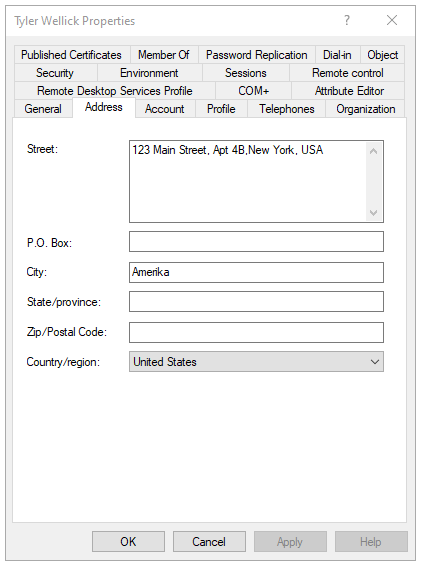 Tyler Wellick Properties
?
Published Certificates Member Of Password Replication Dial-in Object
Security Environment Sessions Remote control
Remote Desktop Services Profile COM+ Attribute Editor
General Address Account Profile Telephones Organization
Street: 123 Main Street, Apt 4B,New York, USA
P.O. Box:
City: Amerika
State/province:
Zip/Postal Code:
Country/region: United States
OK Cancel Apply Help